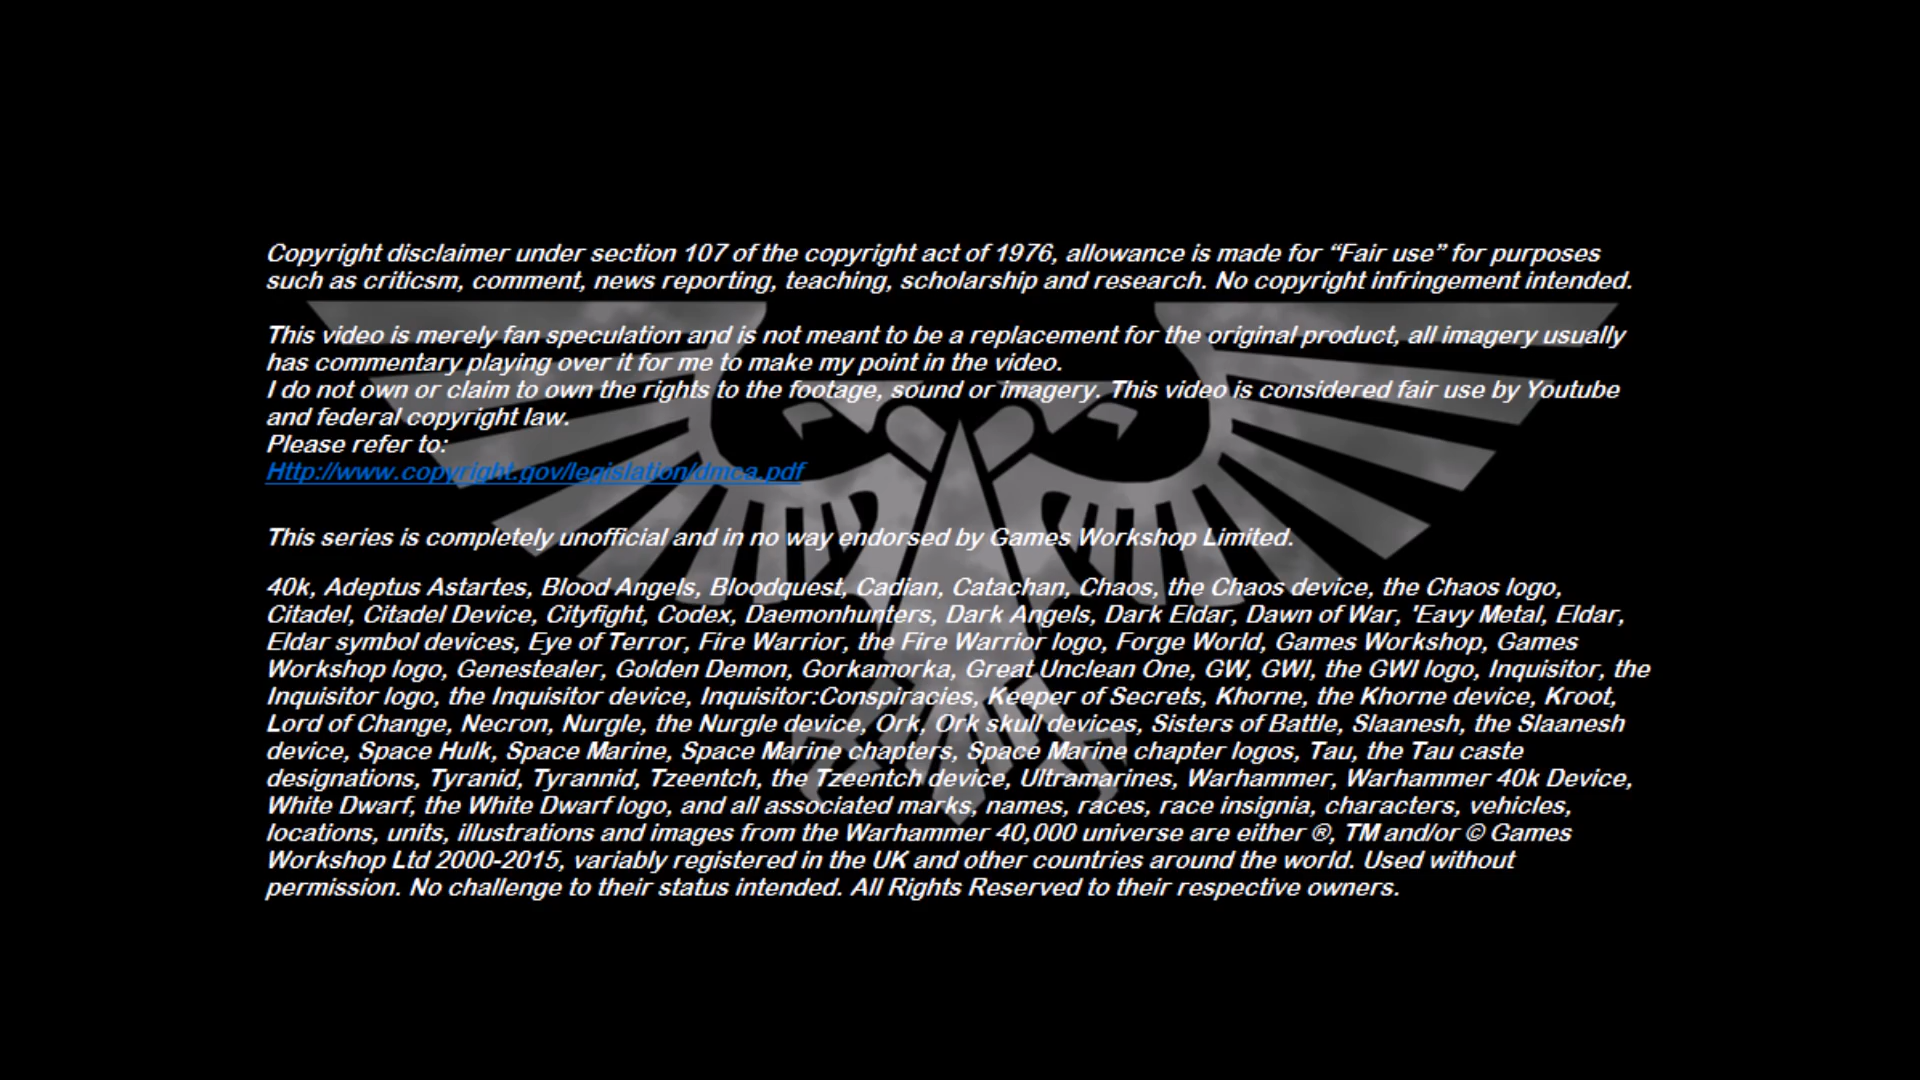 Copyright disclaimer under section 107 of the copyright act of 1976, allowance is made for “Fair use” for purposes
such as criticsm, comment, news reporting, teaching, scholarship and research. No copyright infringement intended.
This video is merely fan speculation and is not meant to be a replacement for the original product, all imagery usually
has commentary playing over it for me to make my point in the video.
I do not own or claim to own the rights to the footage, sound or imagery. This video is considered fair use by Youtube
and federal copyright law.
Please refer to:
Http://www.copyright.gov/legislation/dmca.pdf
This series is completely unofficial and in no way endorsed by Games Workshop Limited.
40k, Adeptus Astartes, Blood Angels, Bloodquest, Cadian, Catachan, Chaos, the Chaos device, the Chaos logo,
Citadel, Citadel Device, Cityfight, Codex, Daemonhunters, Dark Angels, Dark Eldar, Dawn of War, 'Eavy Metal, Eldar,
Eldar symbol devices, Eye of Terror, Fire Warrior, the Fire Warrior logo, Forge World, Games Workshop, Games
Workshop logo, Genestealer, Golden Demon, Gorkamorka, Great Unclean One, GW, GWI, the GWI logo, Inquisitor, the
Inquisitor logo, the Inquisitor device, Inquisitor:Conspiracies, Keeper of Secrets, Khorne, the Khorne device, Kroot,
Lord of Change, Necron, Nurgle, the Nurgle device, Ork, Ork skull devices, Sisters of Battle, Slaanesh, the Slaanesh
device, Space Hulk, Space Marine, Space Marine chapters, Space Marine chapter logos, Tau, the Tau caste
designations, Tyranid, Tyrannid, Tzeentch, the Tzeentch device, Ultramarines, Warhammer, Warhammer 40k Device,
White Dwarf, the White Dwarf logo, and all associated marks, names, races, race insignia, characters, vehicles,
locations, units, illustrations and images from the Warhammer 40,000 universe are either ®, TM and/or © Games
Workshop Ltd 2000-2015, variably registered in the UK and other countries around the world. Used without
permission. No challenge to their status intended. All Rights Reserved to their respective owners.